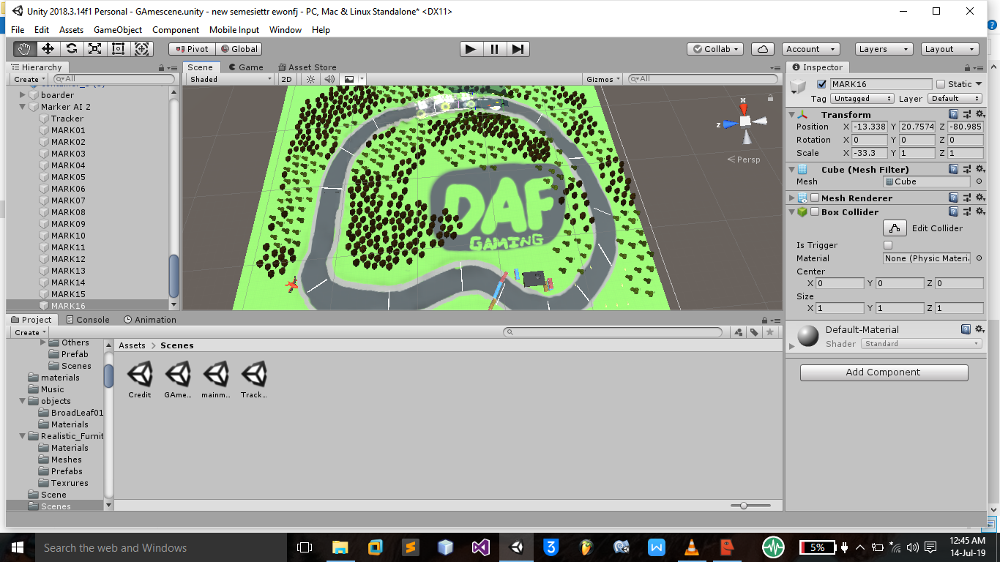 Unity 2018.3.14f1 Personal - GAmescene.unity - new semesiettr ewonfj - PC, Mac & Linux Standalone* <DX11>
File Edit Assets GameObject Component Mobile Input Window Help
Pivot Global Collab Account Layers Layout
Hierarchy
Create All
boarder
Marker AI 2
Tracker
MARK01
MARK02
MARK03
MARK04
MARK05
MARK06
MARK07
MARK08
MARK09
MARK10
MARK11
MARK12
MARK13
MARK14
MARK15
MARK16
Scene Game Asset Store
Shaded 2D Gizmos All
x
z
Persp
DAF
GAMING
Inspector
MARK16 Static
Tag Untagged Layer Default
Transform
Position X -13.338 Y 20.7574 Z -80.985
Rotation X 0 Y 0 Z 0
Scale X -33.3 Y 1 Z 1
Cube (Mesh Filter)
Mesh Cube
Mesh Renderer
Box Collider
Edit Collider
Is Trigger
Material None (Physic Materi
Center
X 0 Y 0 Z 0
Size
X 1 Y 1 Z 1
Default-Material
Shader Standard
Add Component
Project Console Animation
Create
Others
Prefab
Scenes
materials
Music
objects
BroadLeaf01
Materials
Realistic_Furnit
Materials
Meshes
Prefabs
Texrures
Scene
Scenes
Assets > Scenes
Credit GAme... mainm... Track...
Search the web and Windows
5%
12:45 AM
14-Jul-19